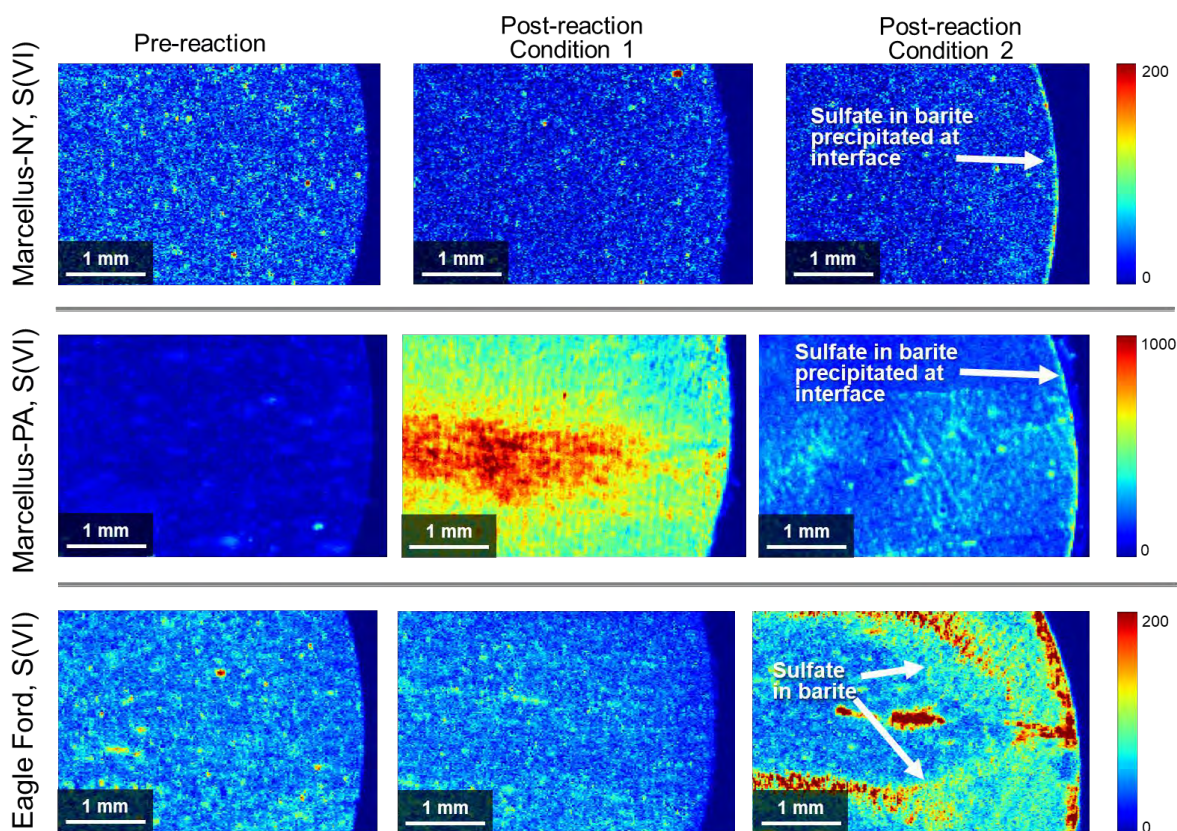 Pre-reaction
Post-reaction
Condition 1
Post-reaction
Condition 2
Marcellus-NY, S(VI)
1 mm
1 mm
Sulfate in barite
precipitated at
interface
1 mm
200
0
Marcellus-PA, S(VI)
1 mm
1 mm
Sulfate in barite
precipitated at
interface
1 mm
1000
0
Eagle Ford, S(VI)
1 mm
1 mm
Sulfate
in barite
1 mm
200
0